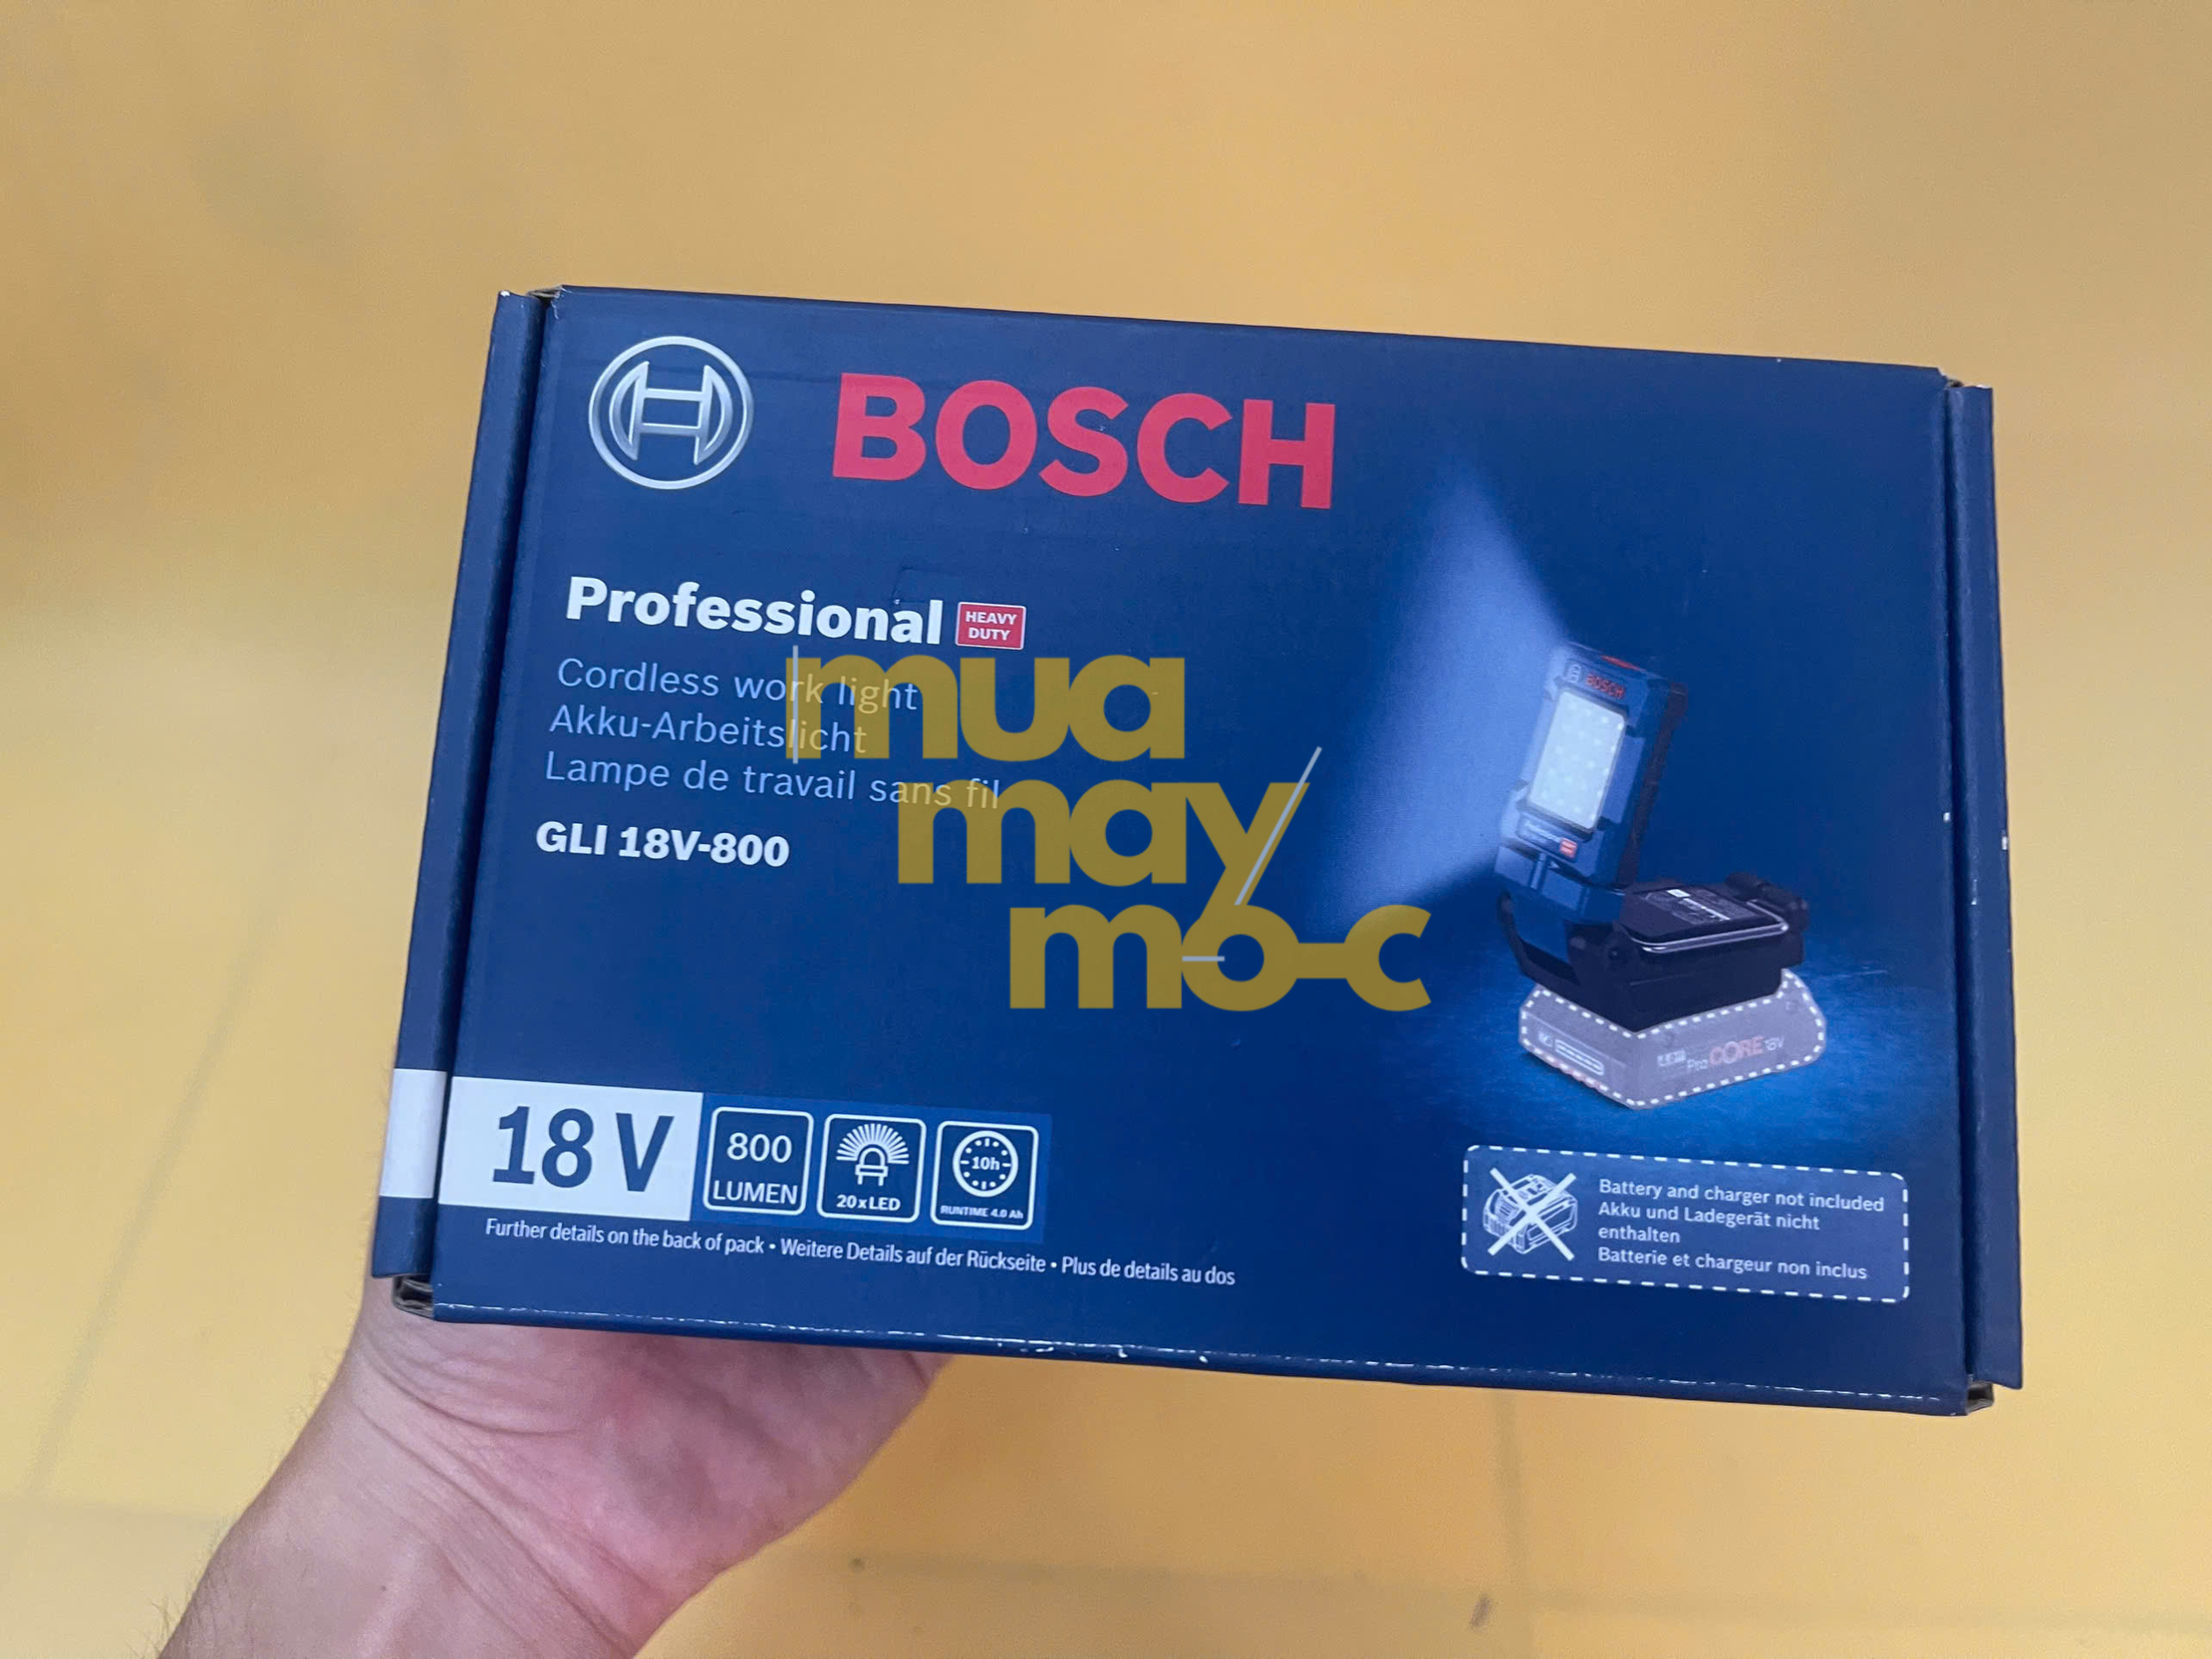 BOSCH
Professional HEAVY DUTY
Cordless work light
Akku-Arbeitslicht
Lampe de travail sans fil
GLI 18V-800
mua
may
mo-c
BOSCH
ProCORE18V
18 V
800 LUMEN
20xLED
10h
RUNTIME 4.0 Ah
Further details on the back of pack • Weitere Details auf der Rückseite • Plus de details au dos
Battery and charger not included
Akku und Ladegerät nicht
enthalten
Batterie et chargeur non inclus